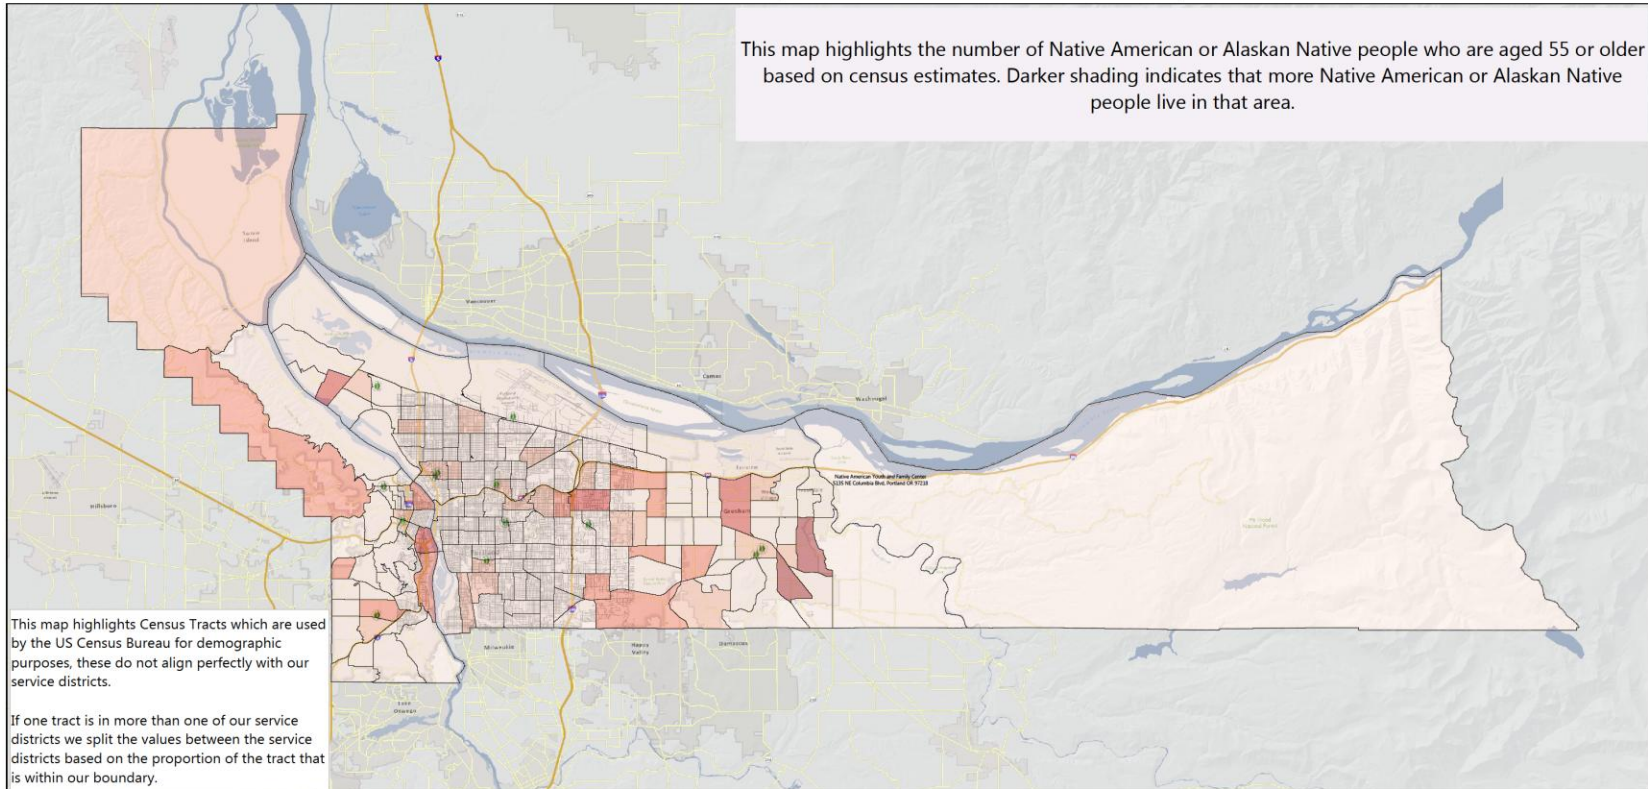 This map highlights the number of Native American or Alaskan Native people who are aged 55 or older
based on census estimates. Darker shading indicates that more Native American or Alaskan Native
people live in that area.
Vancouver
Camas
Washougal
Native American Youth and Family Center
5135 NE Columbia Blvd, Portland OR 97218
Gresham
Hillsboro
Milwaukie
Happy
Valley
Damascus
Lake
Oswego
This map highlights Census Tracts which are used
by the US Census Bureau for demographic
purposes, these do not align perfectly with our
service districts.
If one tract is in more than one of our service
districts we split the values between the service
districts based on the proportion of the tract that
is within our boundary.